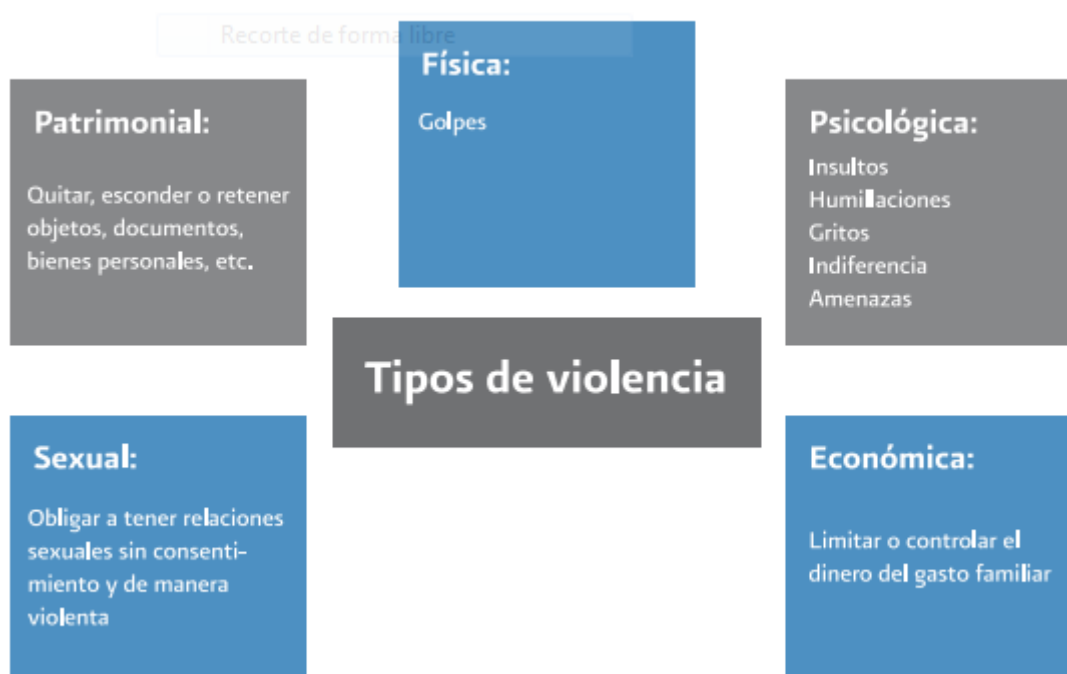 Recorte de forma libre
Física:
Golpes
Patrimonial:
Quitar, esconder o retener
objetos, documentos,
bienes personales, etc.
Psicológica:
Insultos
Humillaciones
Gritos
Indiferencia
Amenazas
Tipos de violencia
Sexual:
Obligar a tener relaciones
sexuales sin consenti-
miento y de manera
violenta
Económica:
Limitar o controlar el
dinero del gasto familiar